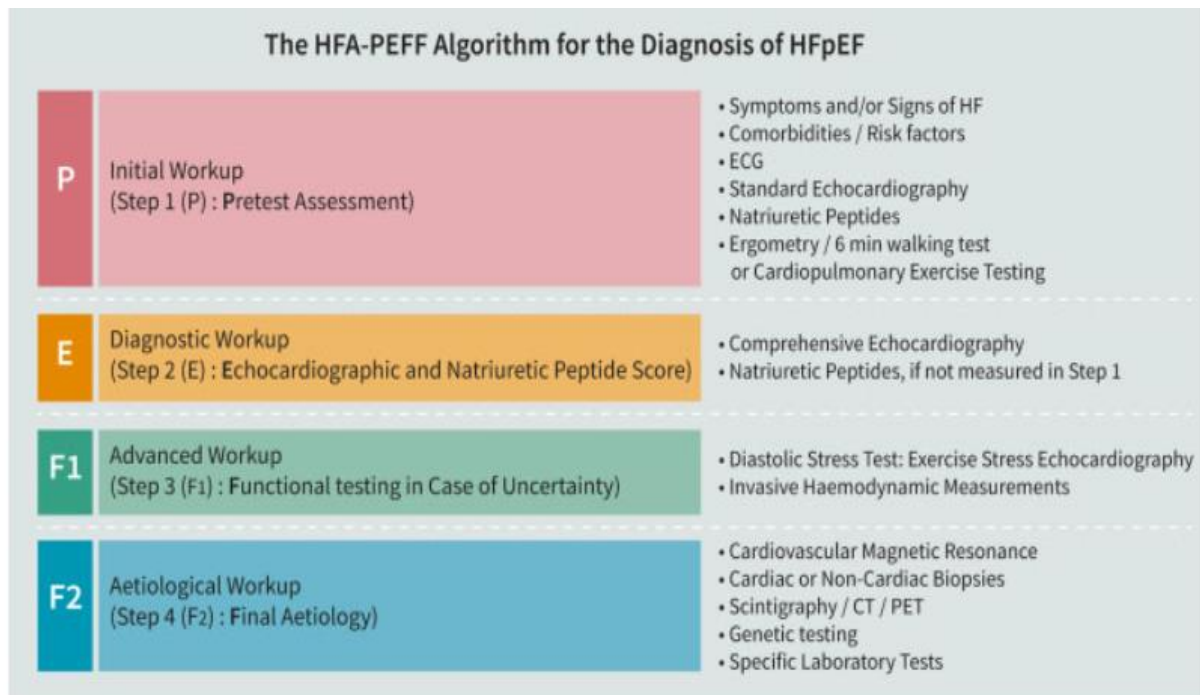 The HFA-PEFF Algorithm for the Diagnosis of HFpEF
P
Initial Workup
(Step 1 (P) : Pretest Assessment)
• Symptoms and/or Signs of HF
• Comorbidities / Risk factors
• ECG
• Standard Echocardiography
• Natriuretic Peptides
• Ergometry / 6 min walking test
or Cardiopulmonary Exercise Testing
E
Diagnostic Workup
(Step 2 (E) : Echocardiographic and Natriuretic Peptide Score)
• Comprehensive Echocardiography
• Natriuretic Peptides, if not measured in Step 1
F1
Advanced Workup
(Step 3 (F1) : Functional testing in Case of Uncertainty)
• Diastolic Stress Test: Exercise Stress Echocardiography
• Invasive Haemodynamic Measurements
F2
Aetiological Workup
(Step 4 (F2) : Final Aetiology)
• Cardiovascular Magnetic Resonance
• Cardiac or Non-Cardiac Biopsies
• Scintigraphy / CT / PET
• Genetic testing
• Specific Laboratory Tests